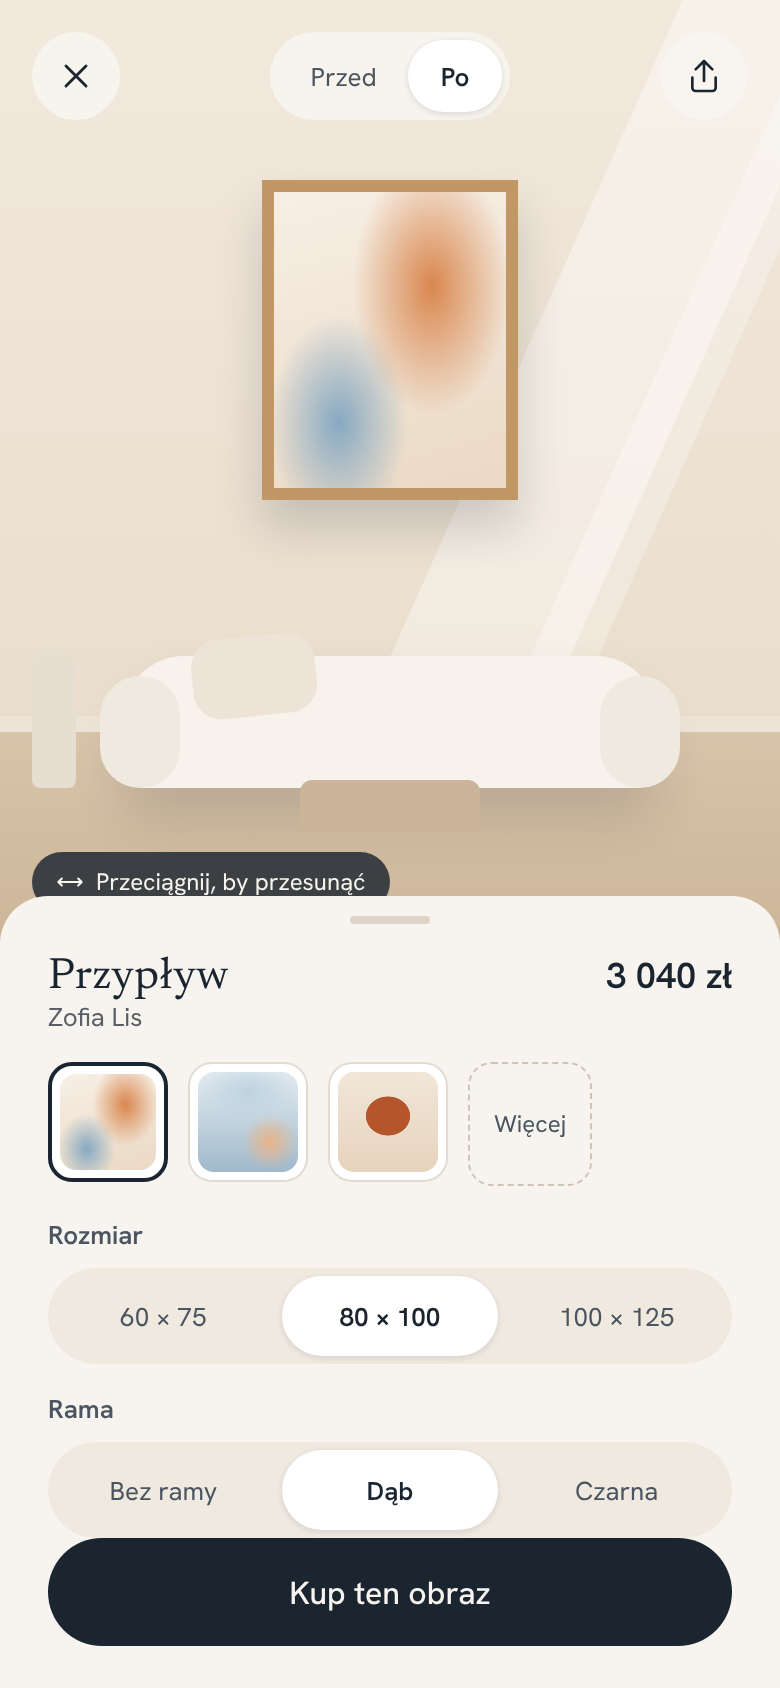 Przed
Po
Przeciągnij, by przesunąć
Przypływ
3 040 zł
Zofia Lis
Więcej
Rozmiar
60 × 75
80 × 100
100 × 125
Rama
Bez ramy
Dąb
Czarna
Kup ten obraz